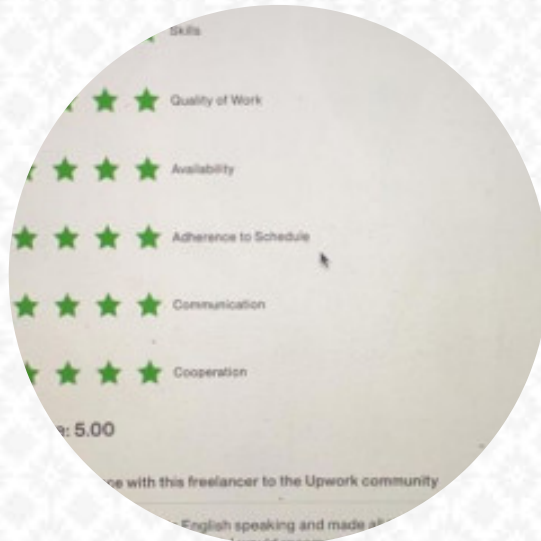 Skills
Quality of Work
Availability
Adherence to Schedule
Communication
Cooperation
: 5.00
with this freelancer to the Upwork community
English speaking and made